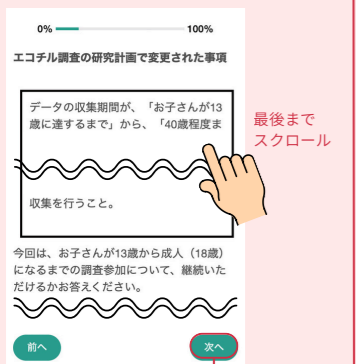 0% 100%
エコチル調査の研究計画で変更された事項
データの収集期間が、「お子さんが13
歳に達するまで」から、「40歳程度ま
最後まで
スクロール
収集を行うこと。
今回は、お子さんが13歳から成人（18歳）
になるまでの調査参加について、継続いた
だけるかお答えください。
前へ 次へ